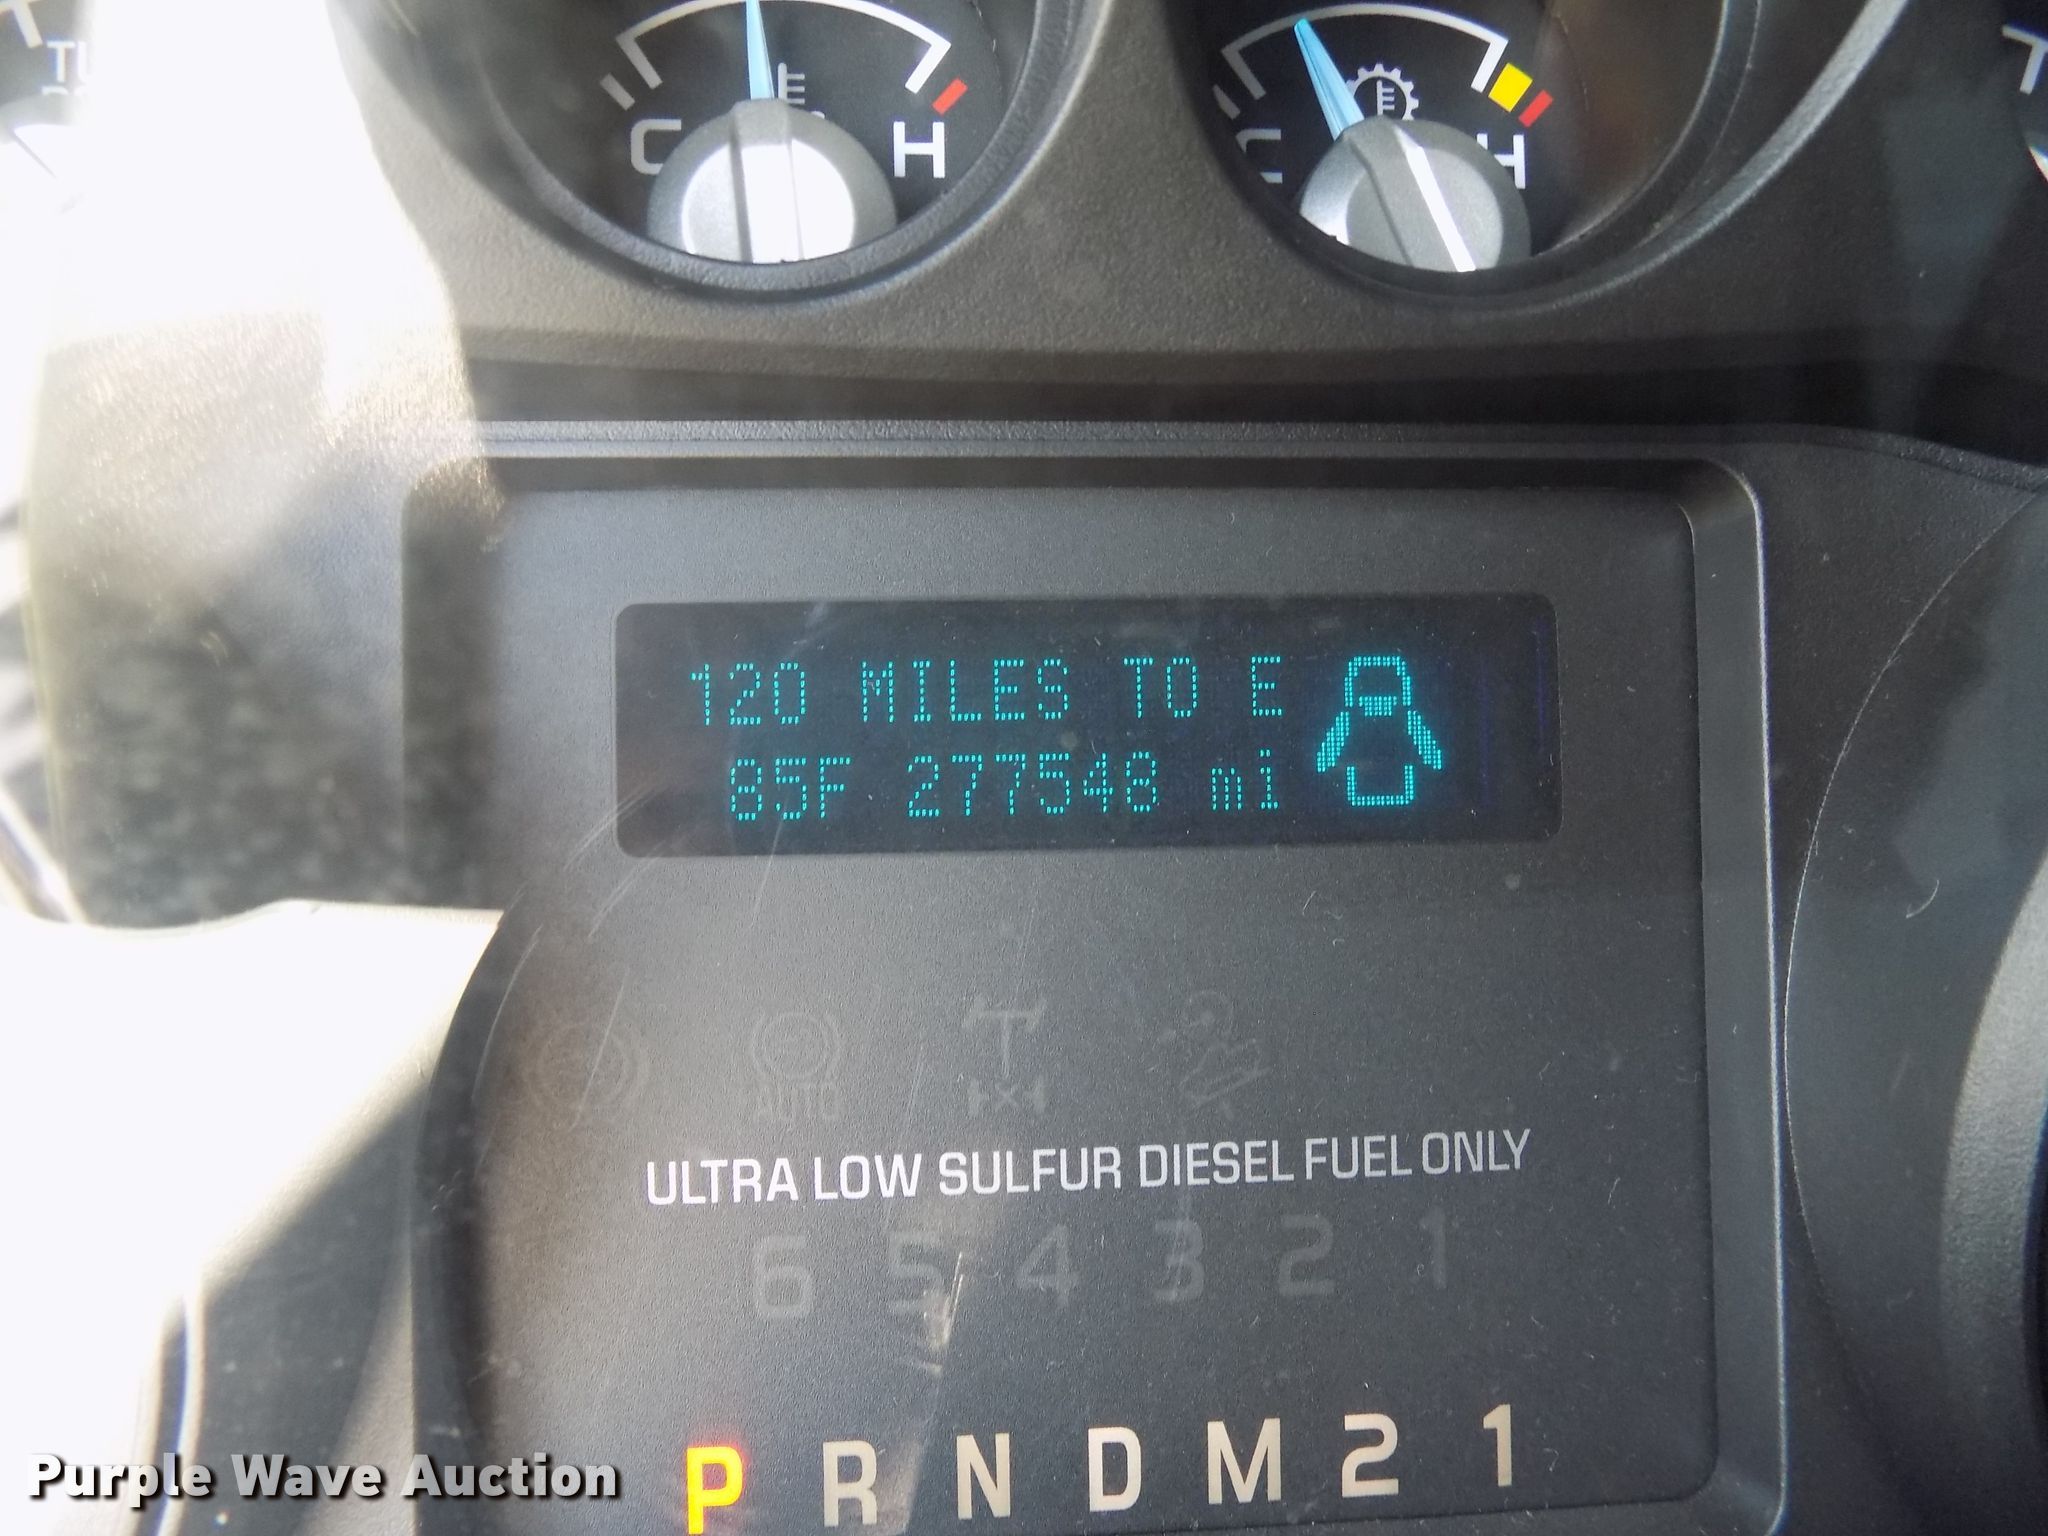 C H
C H
120 MILES TO E
85F 277548 mi
AUTO
ULTRA LOW SULFUR DIESEL FUEL ONLY
6 5 4 3 2 1
P R N D M 2 1
Purple Wave Auction